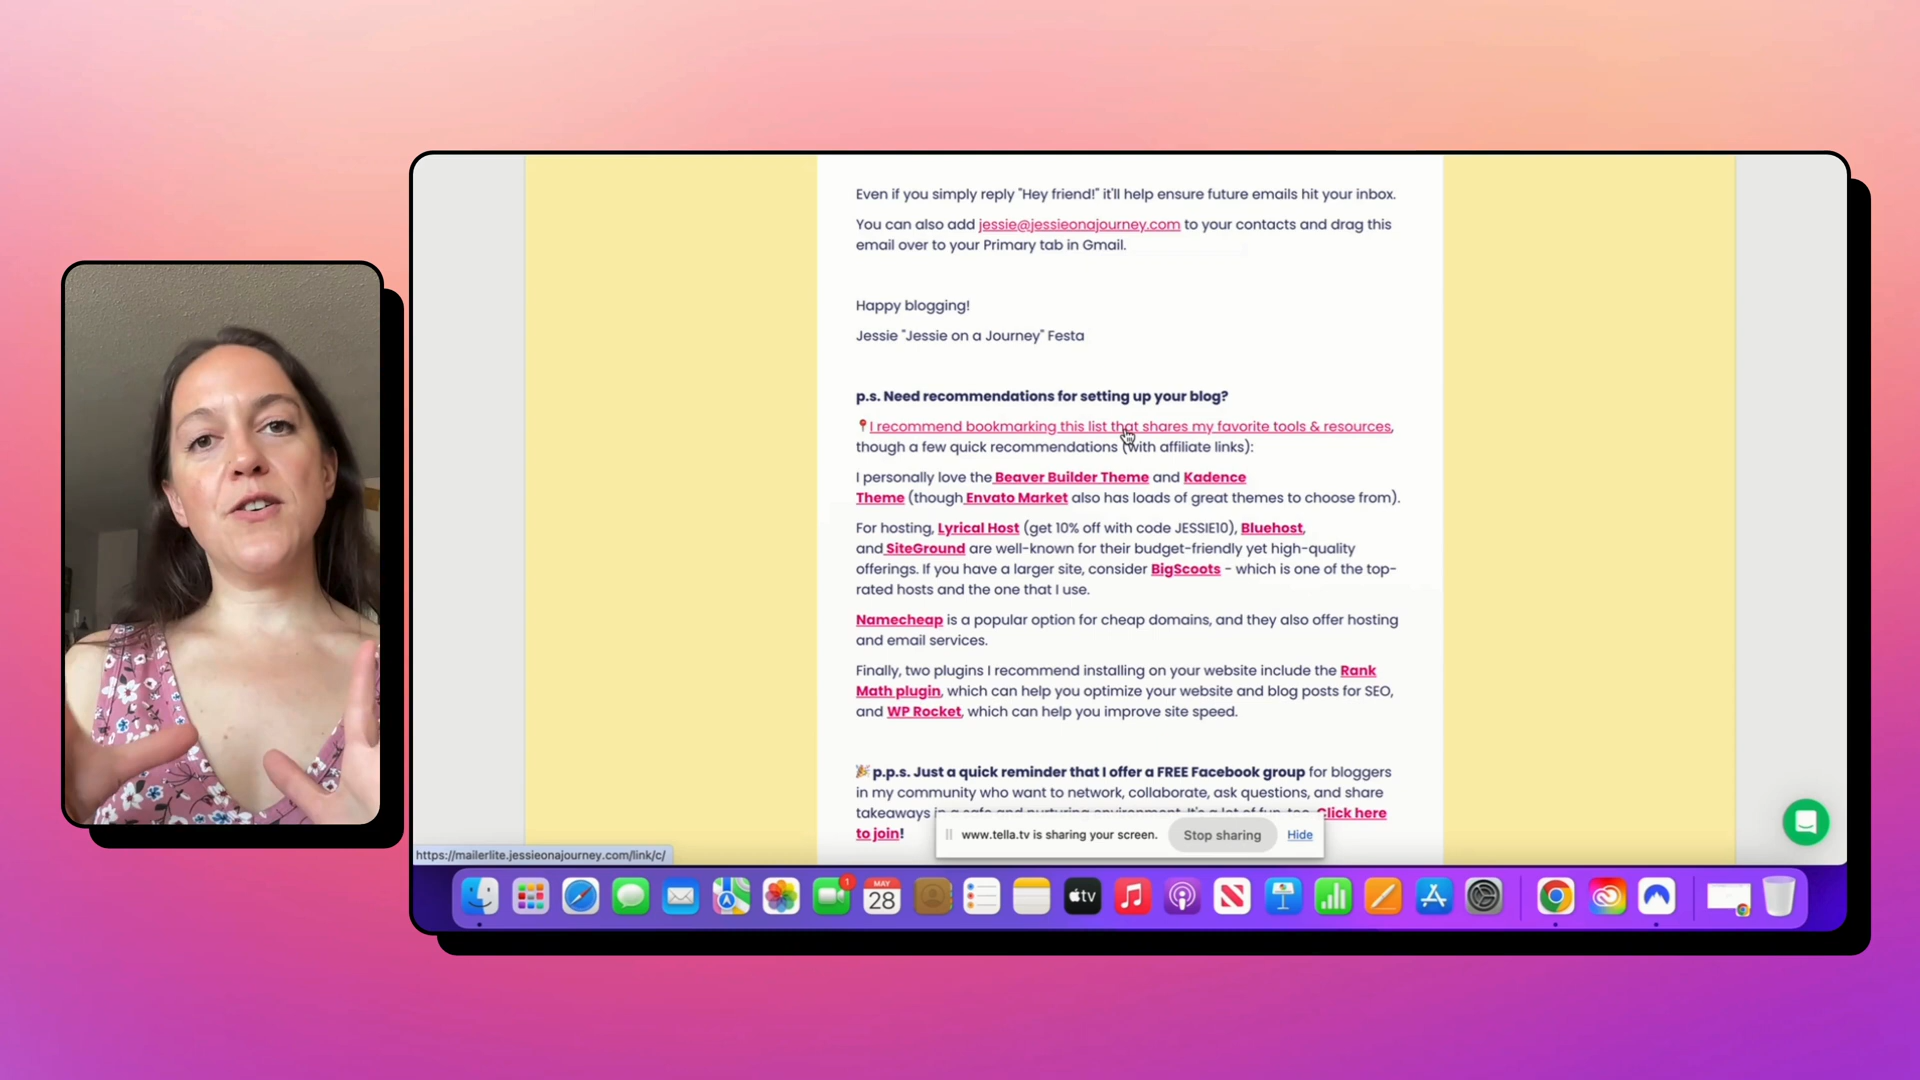 Even if you simply reply "Hey friend!" it'll help ensure future emails hit your inbox.
You can also add jessie@jessieonajourney.com to your contacts and drag this
email over to your Primary tab in Gmail.
Happy blogging!
Jessie "Jessie on a Journey" Festa
p.s. Need recommendations for setting up your blog?
📍I recommend bookmarking this list that shares my favorite tools & resources,
though a few quick recommendations (with affiliate links):
I personally love the Beaver Builder Theme and Kadence
Theme (though Envato Market also has loads of great themes to choose from).
For hosting, Lyrical Host (get 10% off with code JESSIE10), Bluehost,
and SiteGround are well-known for their budget-friendly yet high-quality
offerings. If you have a larger site, consider BigScoots - which is one of the top-
rated hosts and the one that I use.
Namecheap is a popular option for cheap domains, and they also offer hosting
and email services.
Finally, two plugins I recommend installing on your website include the Rank
Math plugin, which can help you optimize your website and blog posts for SEO,
and WP Rocket, which can help you improve site speed.
🎉 p.p.s. Just a quick reminder that I offer a FREE Facebook group for bloggers
in my community who want to network, collaborate, ask questions, and share
takeaways in a safe and nurturing environment. It's a lot of fun, too. Click here
to join!
www.tella.tv is sharing your screen. Stop sharing Hide
https://mailerlite.jessieonajourney.com/link/c/
1
MAY
28
tv